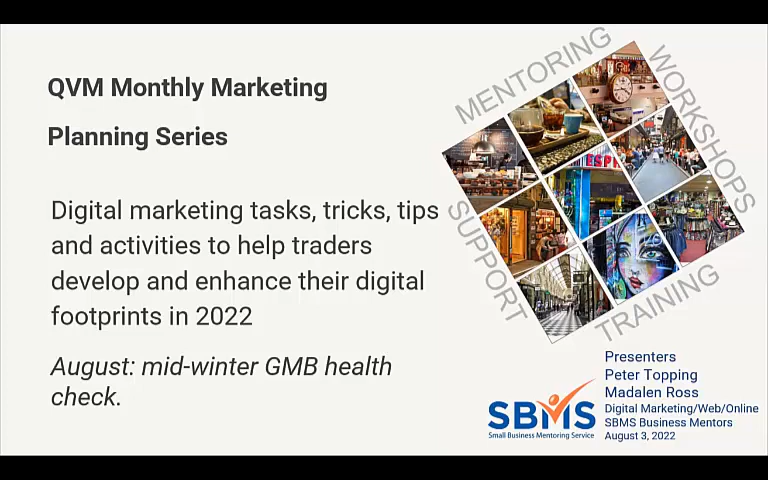 QVM Monthly Marketing
Planning Series
Digital marketing tasks, tricks, tips
and activities to help traders
develop and enhance their digital
footprints in 2022
August: mid-winter GMB health
check.
MENTORING
WORKSHOPS
SUPPORT
TRAINING
ESPR
Presenters
Peter Topping
Madalen Ross
Digital Marketing/Web/Online
SBMS Business Mentors
August 3, 2022
SBMS
Small Business Mentoring Service